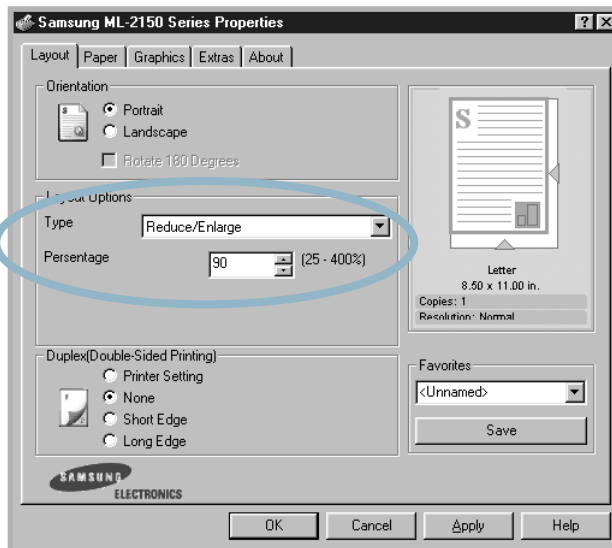 Samsung ML-2150 Series Properties
Layout Paper Graphics Extras About
Orientation
Portrait
Landscape
Rotate 180 Degrees
Layout Options
Type Reduce/Enlarge
Persentage 90 (25 - 400%)
S
Letter
8.50 x 11.00 in.
Copies: 1
Resolution: Normal
Duplex(Double-Sided Printing)
Printer Setting
None
Short Edge
Long Edge
Favorites
<Unnamed>
Save
SAMSUNG
ELECTRONICS
OK Cancel Apply Help